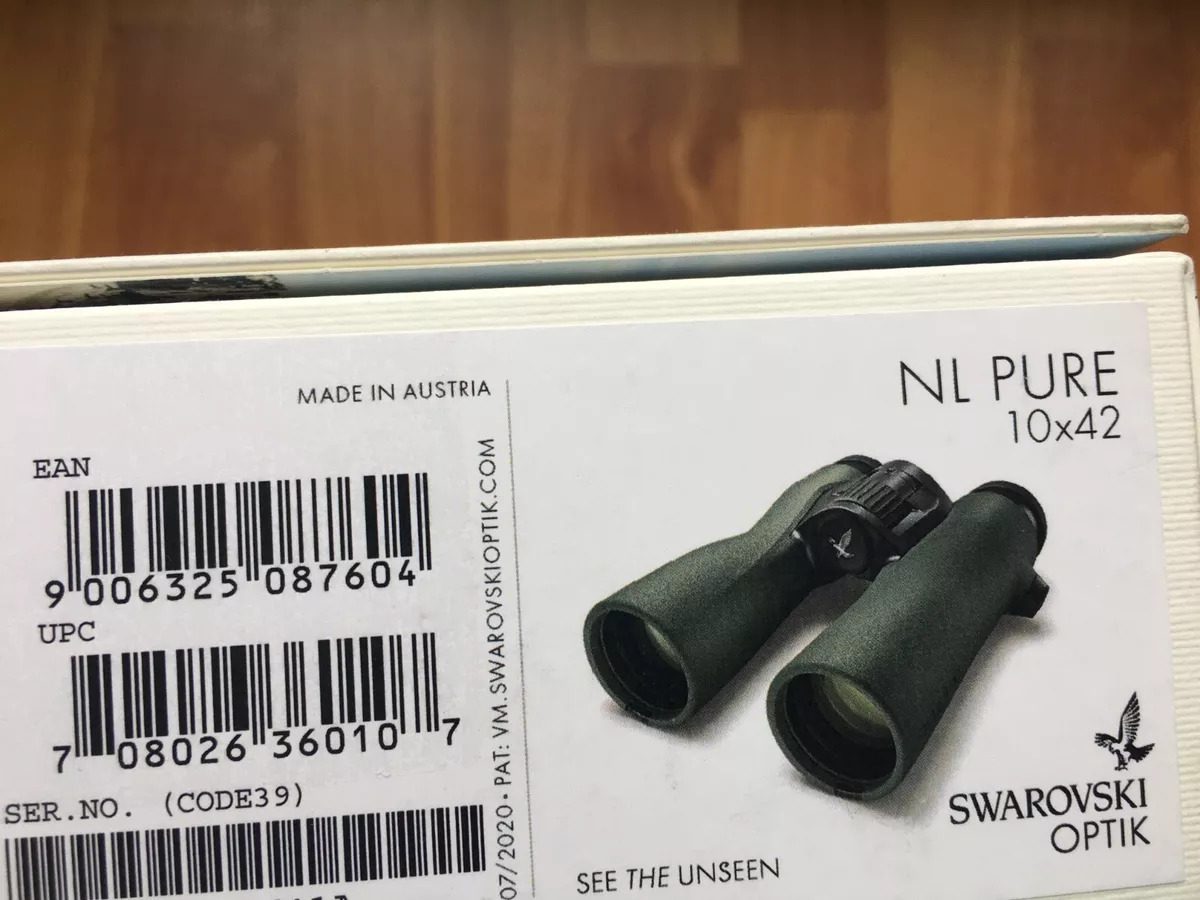 MADE IN AUSTRIA
EAN
9 006325 087604
UPC
7 08026 36010 7
SER.NO. (CODE39)
07/2020 • PAT: VM.SWAROVSKIOPTIK.COM
NL PURE
10x42
SWAROVSKI
OPTIK
SEE THE UNSEEN